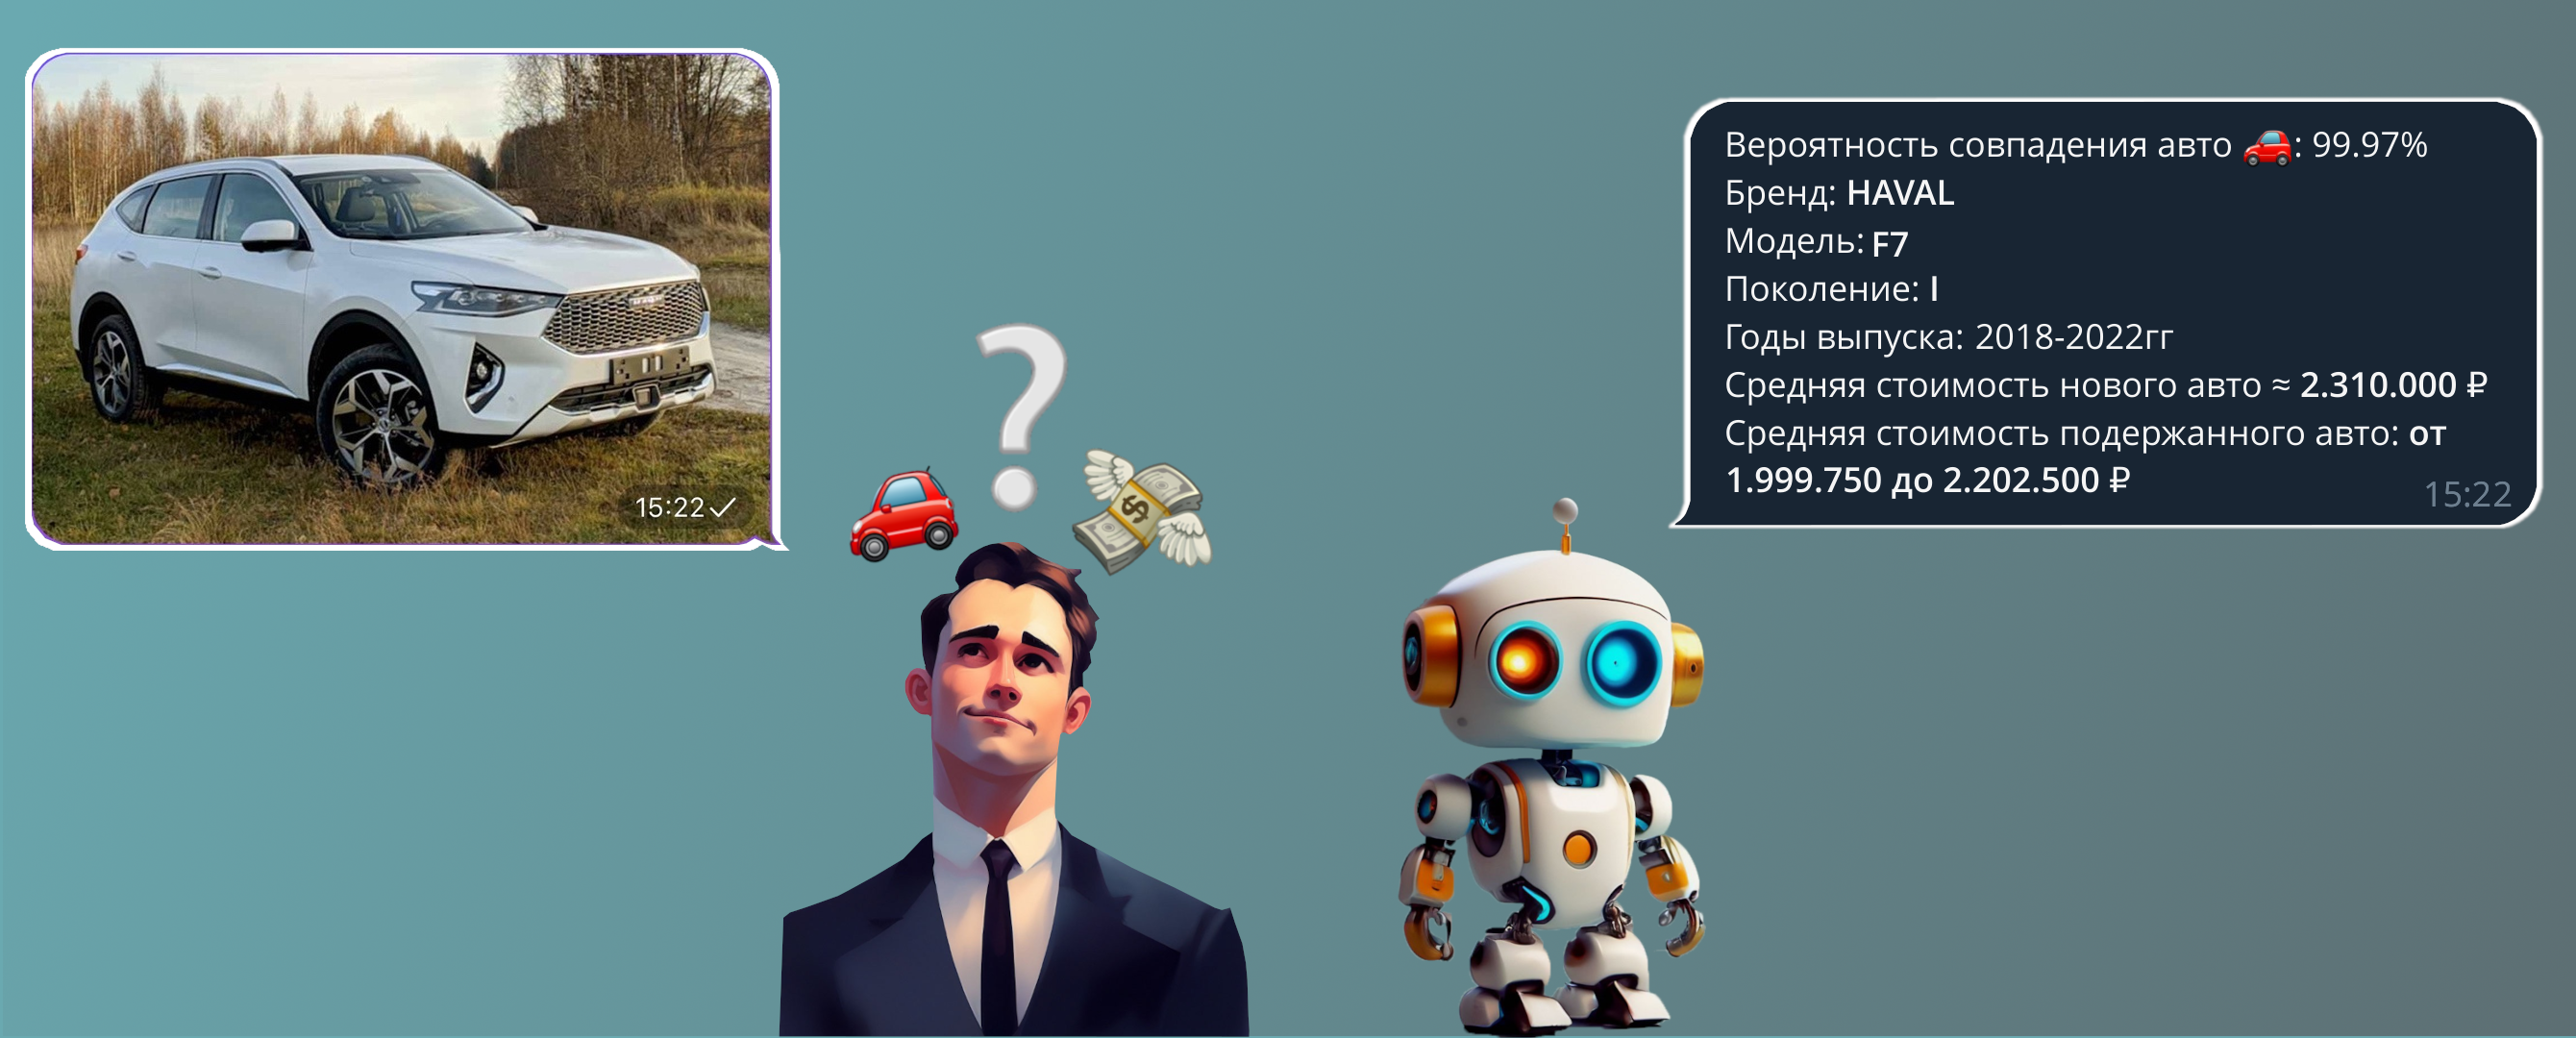 15:22
Вероятность совпадения авто 🚗: 99.97%
Бренд: HAVAL
Модель: F7
Поколение: I
Годы выпуска: 2018-2022гг
Средняя стоимость нового авто ≈ 2.310.000 ₽
Средняя стоимость подержанного авто: от
1.999.750 до 2.202.500 ₽
15:22